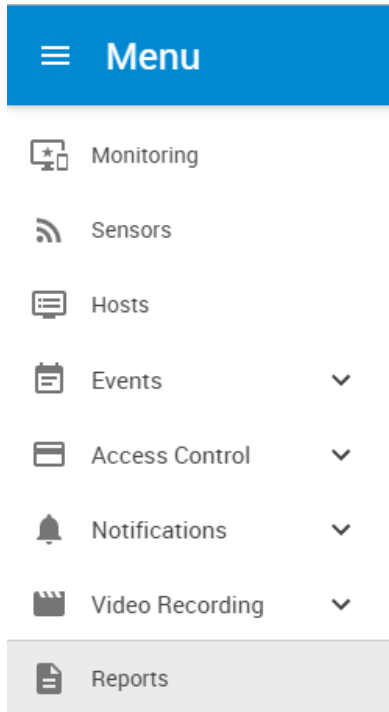 Menu
Monitoring
Sensors
Hosts
Events
Access Control
Notifications
Video Recording
Reports